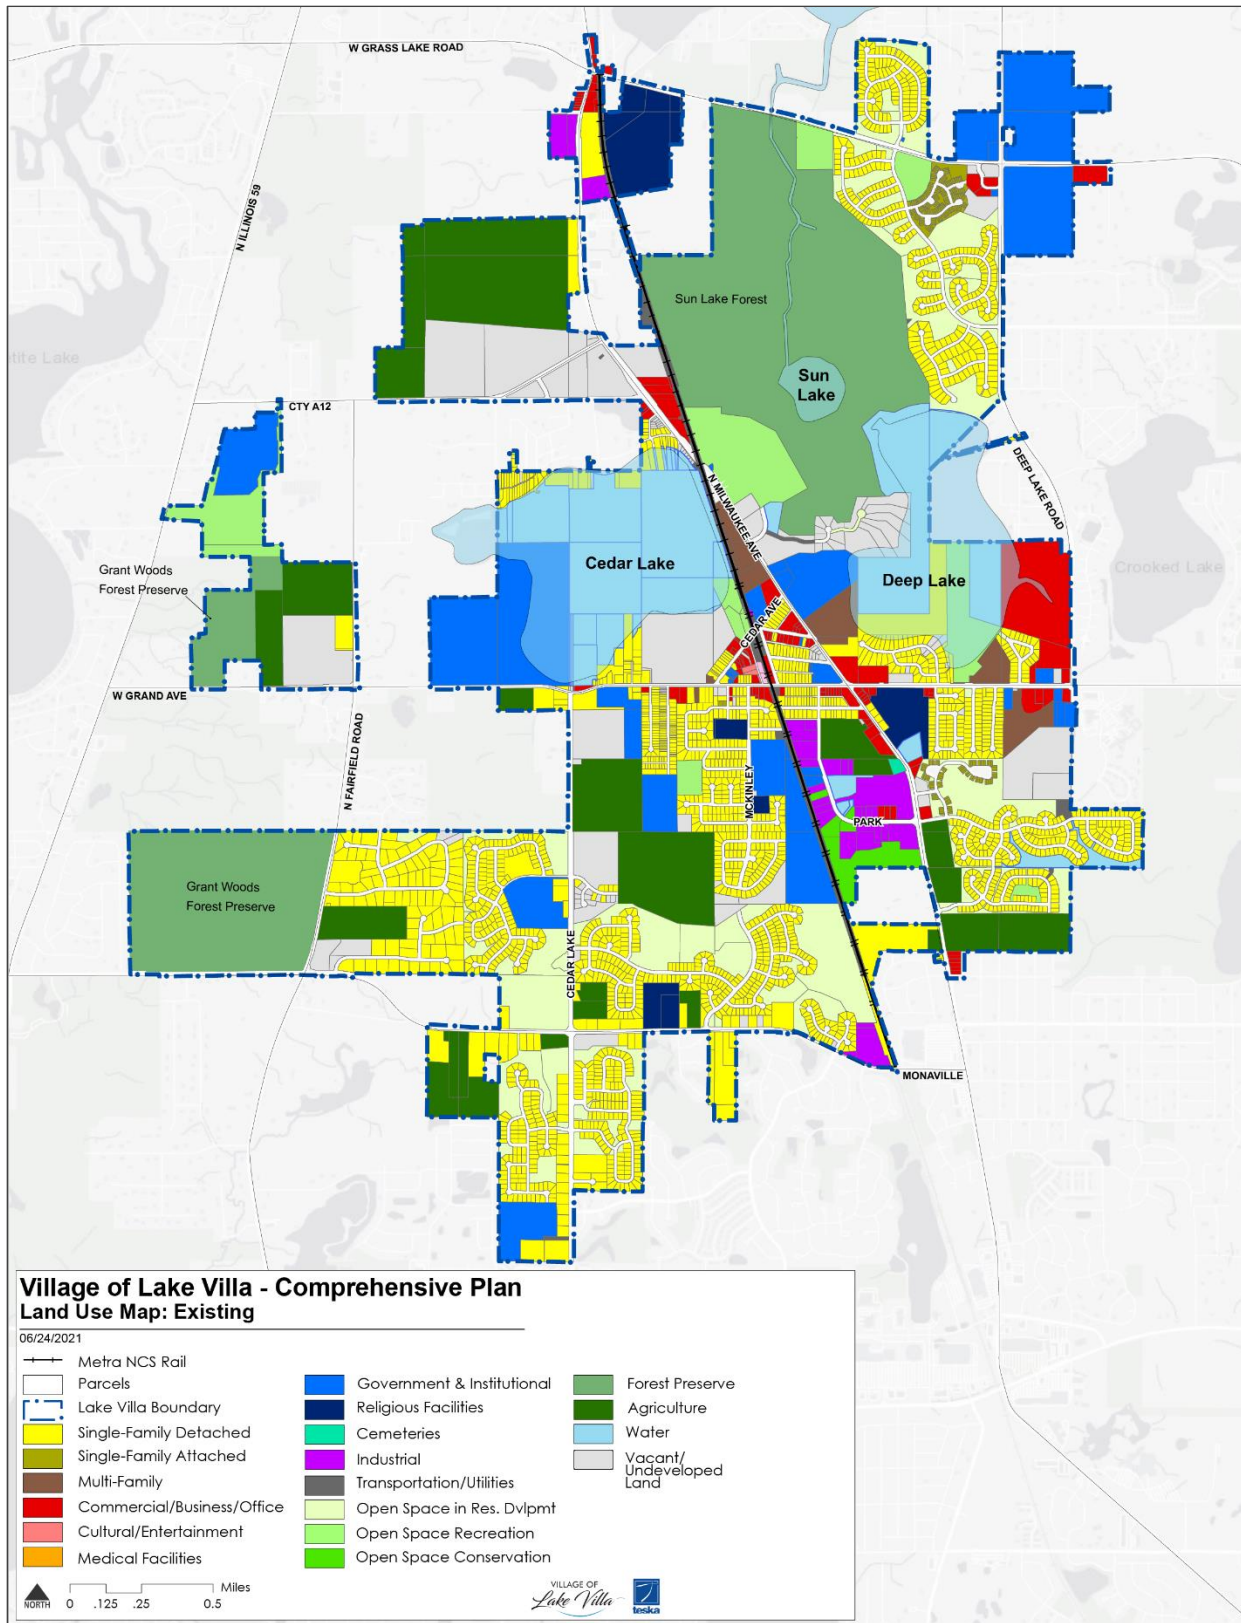 W GRASS LAKE ROAD
N ILLINOIS 59
Sun Lake Forest
Sun
Lake
CTY A12
DEEP LAKE ROAD
N MILWAUKEE AVE
Grant Woods
Forest Preserve
Cedar Lake
Deep Lake
Crooked Lake
CEDAR AVE
W GRAND AVE
N FAIRFIELD ROAD
MCKINLEY
PARK
Grant Woods
Forest Preserve
CEDAR LAKE
MONAVILLE
Village of Lake Villa - Comprehensive Plan
Land Use Map: Existing
06/24/2021
Metra NCS Rail
Parcels
Lake Villa Boundary
Single-Family Detached
Single-Family Attached
Multi-Family
Commercial/Business/Office
Cultural/Entertainment
Medical Facilities
Government & Institutional
Religious Facilities
Cemeteries
Industrial
Transportation/Utilities
Open Space in Res. Dvlpmt
Open Space Recreation
Open Space Conservation
Forest Preserve
Agriculture
Water
Vacant/
Undeveloped
Land
NORTH
0 .125 .25 0.5 Miles
VILLAGE OF
Lake Villa
teska